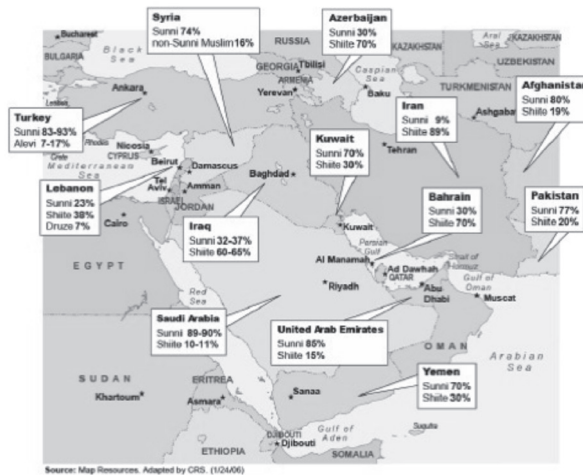 Syria
Sunni 74%
non-Sunni Muslim 16%
Azerbaijan
Sunni 30%
Shiite 70%
Bucharest
BULGARIA
Black Sea
RUSSIA
GEORGIA
Tbilisi
ARMENIA
Yerevan
Caspian Sea
Baku
KAZAKHSTAN
Aral Sea
KAZAKHSTAN
UZBEKISTAN
TURKMENISTAN
Afghanistan
Sunni 80%
Shiite 19%
Ankara
Ashgabat
Iran
Sunni 9%
Shiite 89%
Turkey
Sunni 83-93%
Alevi 7-17%
Kuwait
Sunni 70%
Shiite 30%
Tehran
Rhodes
Crete
Nicosia
CYPRUS
Mediterranean Sea
Beirut
Damascus
Tel Aviv
Amman
ISRAEL
JORDAN
Baghdad
Lebanon
Sunni 23%
Shiite 38%
Druze 7%
Bahrain
Sunni 30%
Shiite 70%
Pakistan
Sunni 77%
Shiite 20%
Cairo
Iraq
Sunni 32-37%
Shiite 60-65%
Kuwait
Persian Gulf
EGYPT
Al Manamah
Ad Dawhah
QATAR
Strait of Hormuz
Gulf of Oman
Abu Dhabi
Muscat
Riyadh
Red Sea
Saudi Arabia
Sunni 89-90%
Shiite 10-11%
United Arab Emirates
Sunni 85%
Shiite 15%
OMAN
Arabian Sea
SUDAN
Khartoum
ERITREA
Asmara
Sanaa
Yemen
Sunni 70%
Shiite 30%
DJIBOUTI
Djibouti
Gulf of Aden
ETHIOPIA
SOMALIA
Source: Map Resources. Adapted by CRS. (1/24/06)